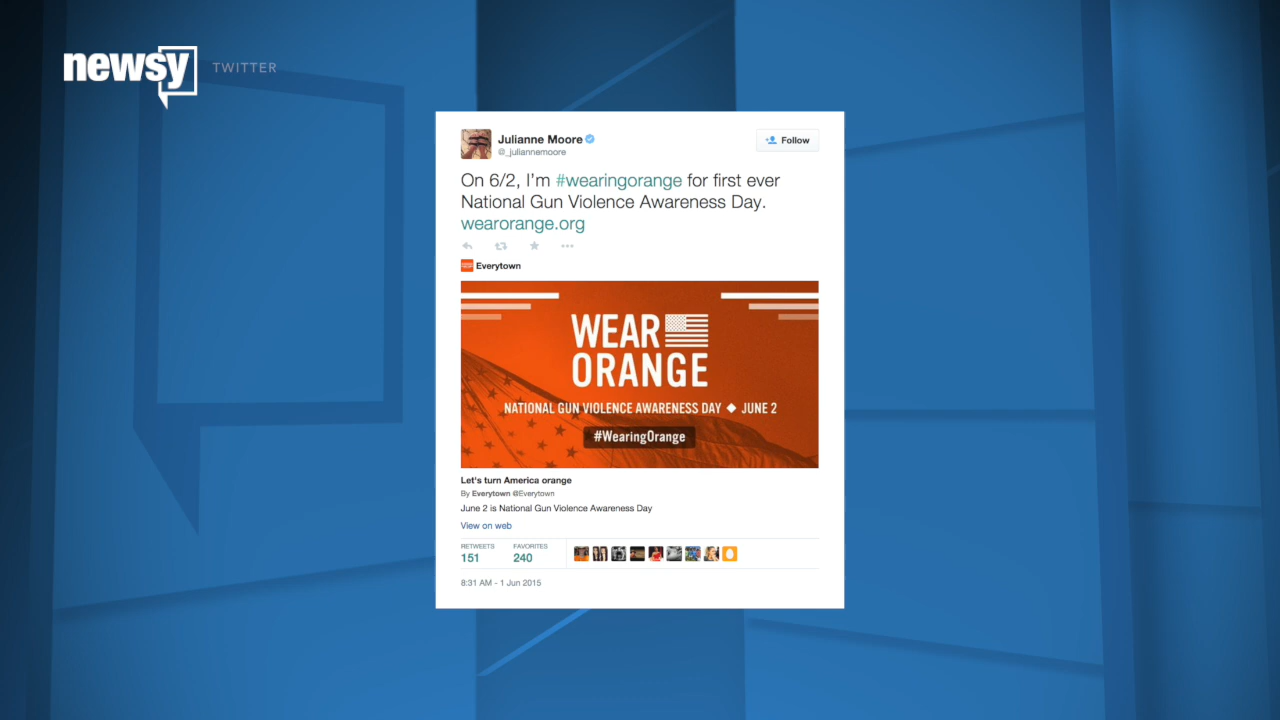 newsy TWITTER
Julianne Moore
@_juliannemoore
Follow
On 6/2, I'm #wearingorange for first ever
National Gun Violence Awareness Day.
wearorange.org
Everytown
WEAR
ORANGE
NATIONAL GUN VIOLENCE AWARENESS DAY ◆ JUNE 2
#WearingOrange
Let's turn America orange
By Everytown @Everytown
June 2 is National Gun Violence Awareness Day
View on web
RETWEETS FAVORITES
151 240
8:31 AM - 1 Jun 2015